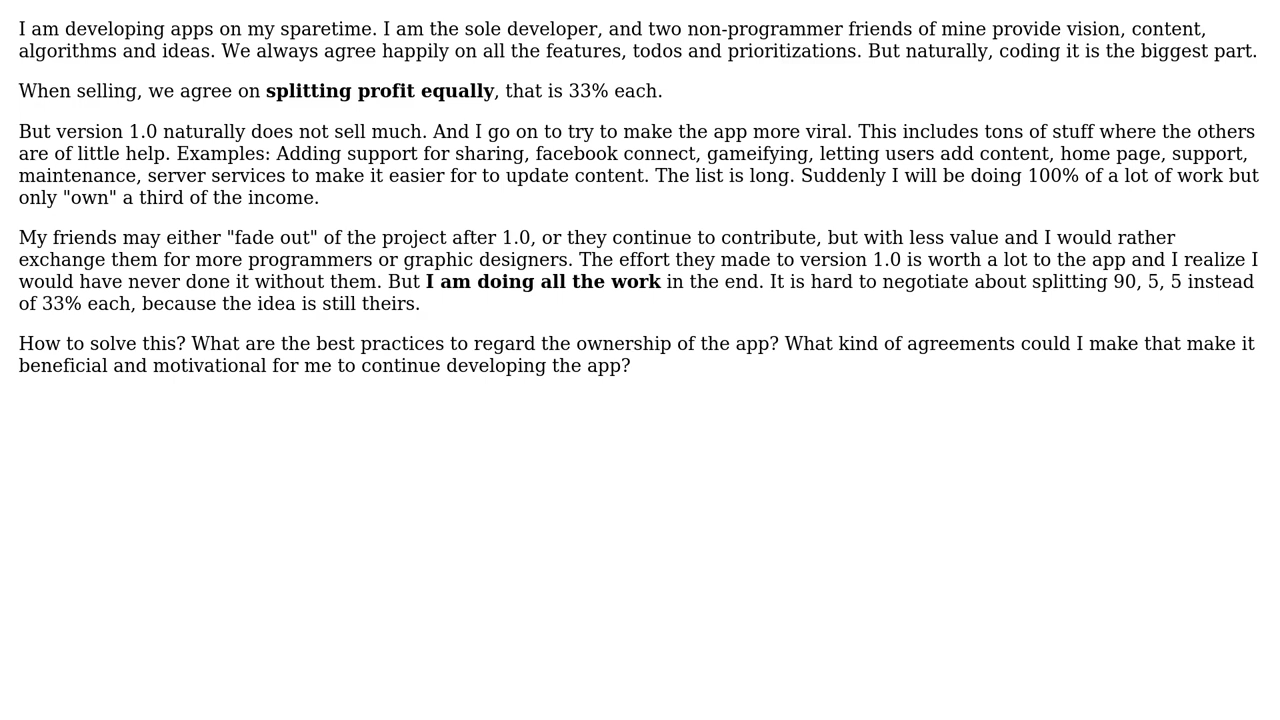 I am developing apps on my sparetime. I am the sole developer, and two non-programmer friends of mine provide vision, content,
algorithms and ideas. We always agree happily on all the features, todos and prioritizations. But naturally, coding it is the biggest part.
When selling, we agree on splitting profit equally, that is 33% each.
But version 1.0 naturally does not sell much. And I go on to try to make the app more viral. This includes tons of stuff where the others
are of little help. Examples: Adding support for sharing, facebook connect, gameifying, letting users add content, home page, support,
maintenance, server services to make it easier for to update content. The list is long. Suddenly I will be doing 100% of a lot of work but
only "own" a third of the income.
My friends may either "fade out" of the project after 1.0, or they continue to contribute, but with less value and I would rather
exchange them for more programmers or graphic designers. The effort they made to version 1.0 is worth a lot to the app and I realize I
would have never done it without them. But I am doing all the work in the end. It is hard to negotiate about splitting 90, 5, 5 instead
of 33% each, because the idea is still theirs.
How to solve this? What are the best practices to regard the ownership of the app? What kind of agreements could I make that make it
beneficial and motivational for me to continue developing the app?